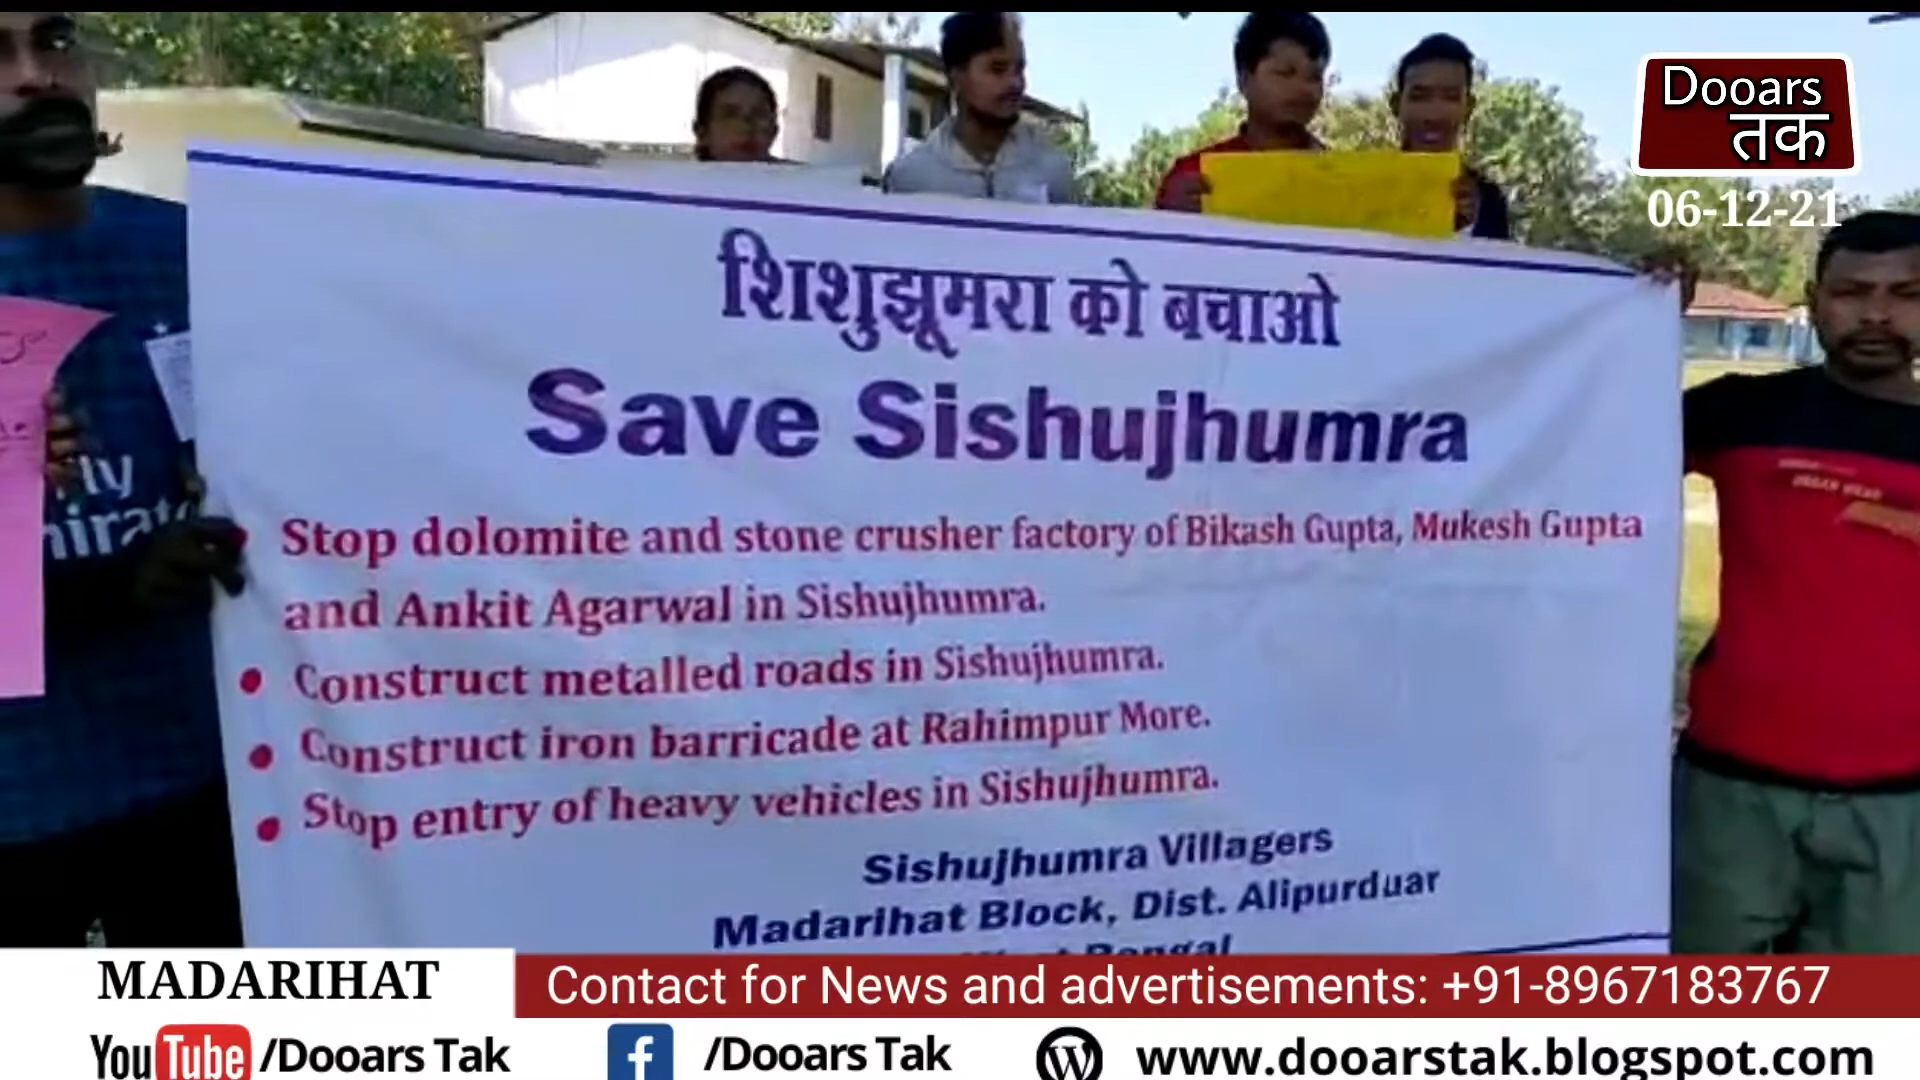 Dooars
तक
06-12-21
शिशुझूमरा को बचाओ
Save Sishujhumra
• Stop dolomite and stone crusher factory of Bikash Gupta, Mukesh Gupta
and Ankit Agarwal in Sishujhumra.
• Construct metalled roads in Sishujhumra.
• Construct iron barricade at Rahimpur More.
• Stop entry of heavy vehicles in Sishujhumra.
Sishujhumra Villagers
Madarihat Block, Dist. Alipurduar
West Bengal
MADARIHAT
Contact for News and advertisements: +91-8967183767
YouTube /Dooars Tak
f /Dooars Tak
www.dooarstak.blogspot.com